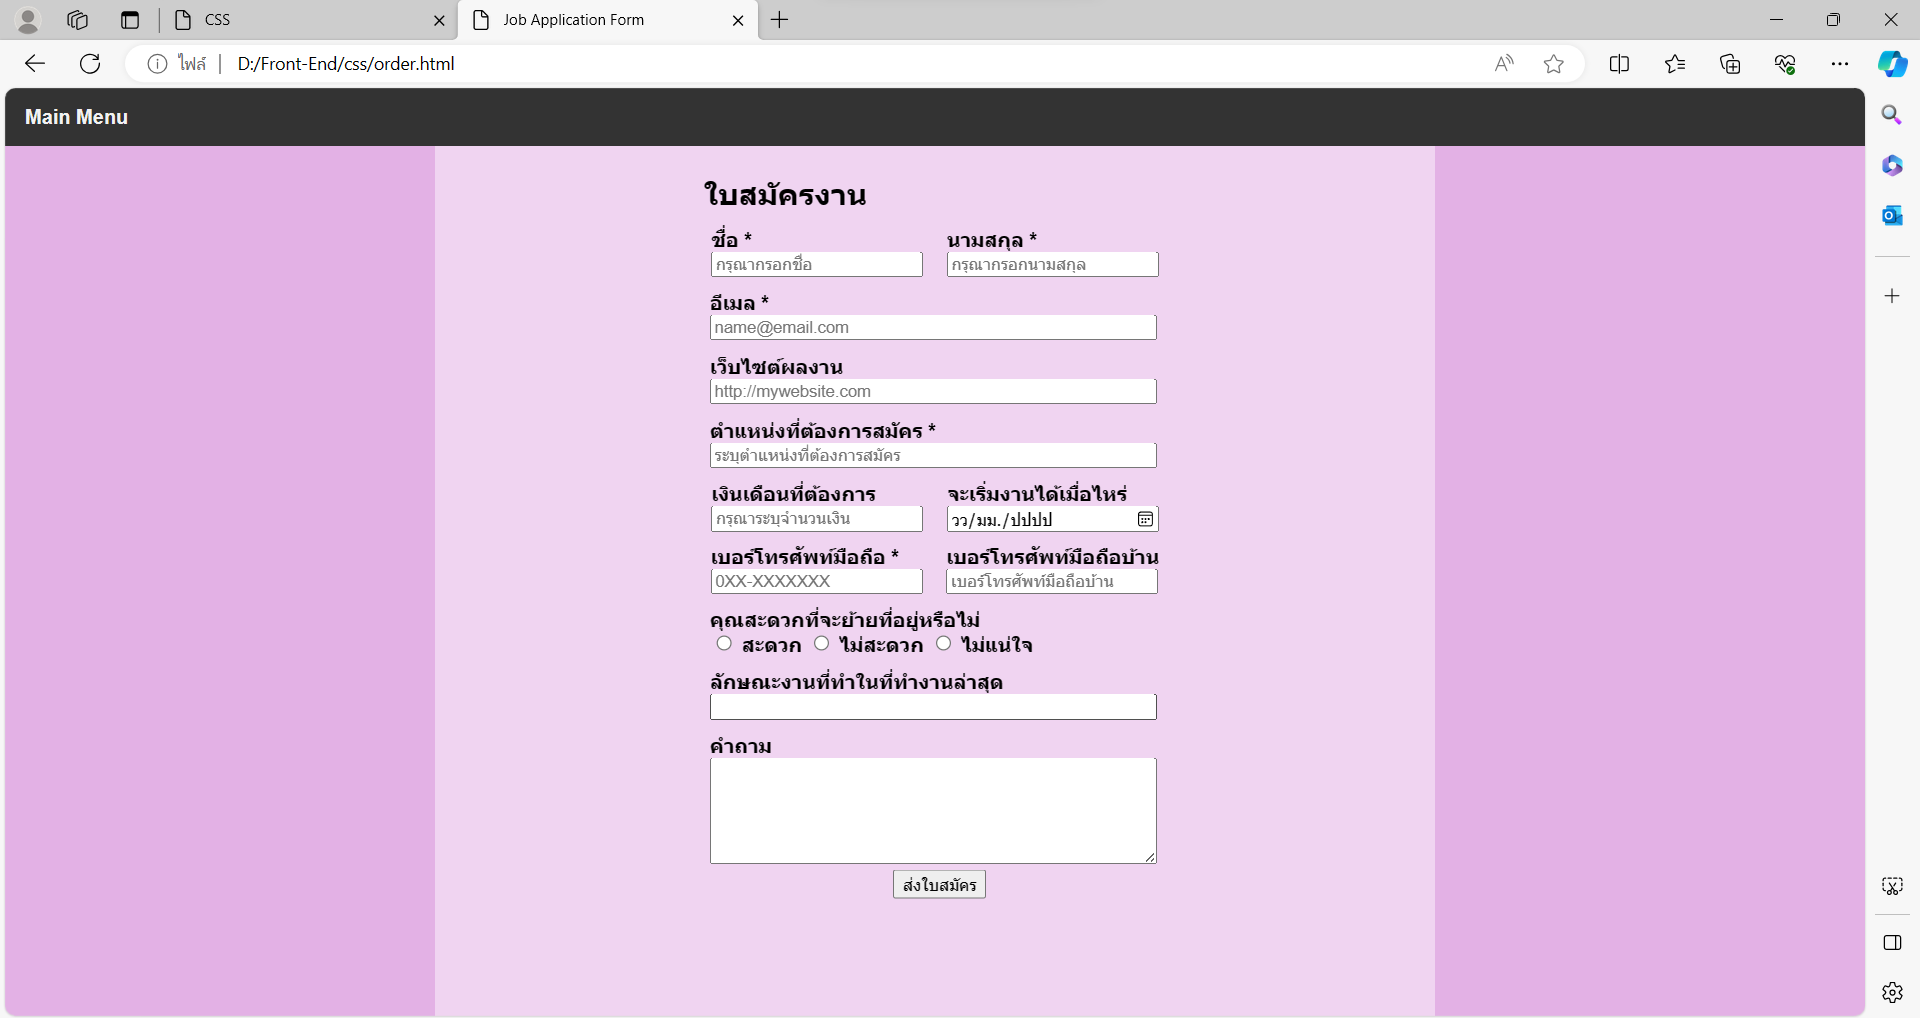 CSS
Job Application Form
ไฟล์
D:/Front-End/css/order.html
Main Menu
ใบสมัครงาน
ชื่อ * นามสกุล *
กรุณากรอกชื่อ กรุณากรอกนามสกุล
อีเมล *
name@email.com
เว็บไซต์ผลงาน
http://mywebsite.com
ตำแหน่งที่ต้องการสมัคร *
ระบุตำแหน่งที่ต้องการสมัคร
เงินเดือนที่ต้องการ จะเริ่มงานได้เมื่อไหร่
กรุณาระบุจำนวนเงิน วว/มม./ปปปป
เบอร์โทรศัพท์มือถือ * เบอร์โทรศัพท์มือถือบ้าน
0XX-XXXXXXX เบอร์โทรศัพท์มือถือบ้าน
คุณสะดวกที่จะย้ายที่อยู่หรือไม่
สะดวก ไม่สะดวก ไม่แน่ใจ
ลักษณะงานที่ทำในที่ทำงานล่าสุด
คำถาม
ส่งใบสมัคร